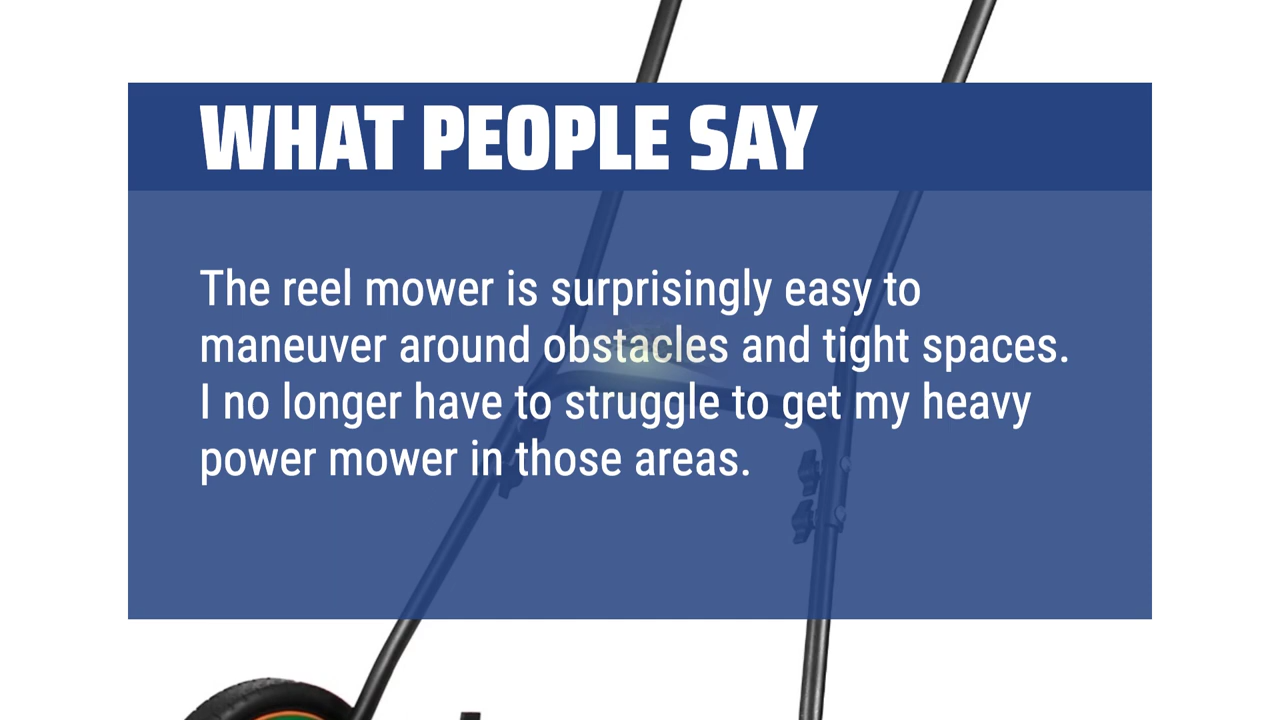 WHAT PEOPLE SAY
The reel mower is surprisingly easy to
maneuver around obstacles and tight spaces.
I no longer have to struggle to get my heavy
power mower in those areas.